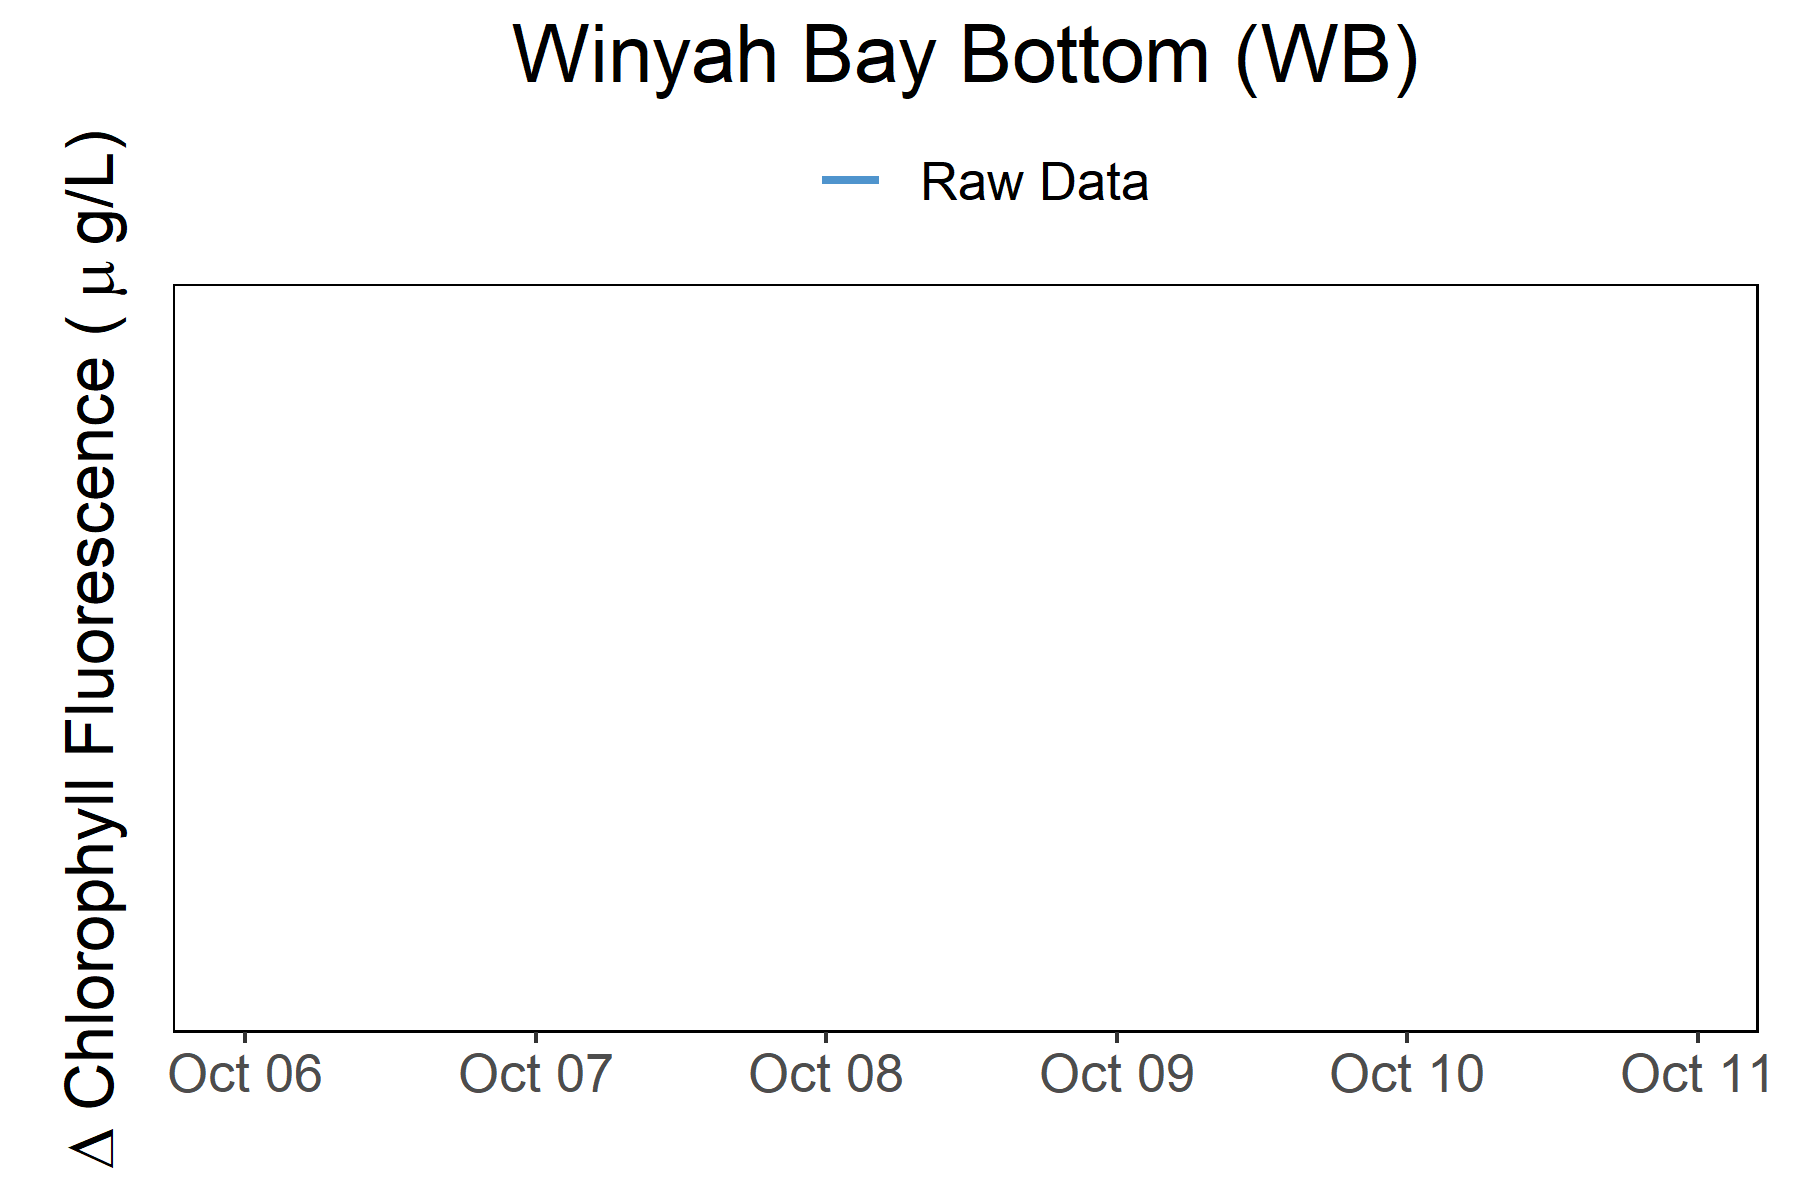 Winyah Bay Bottom (WB)
Raw Data
Δ Chlorophyll Fluorescence ( μ g/L)
Oct 06 Oct 07 Oct 08 Oct 09 Oct 10 Oct 11